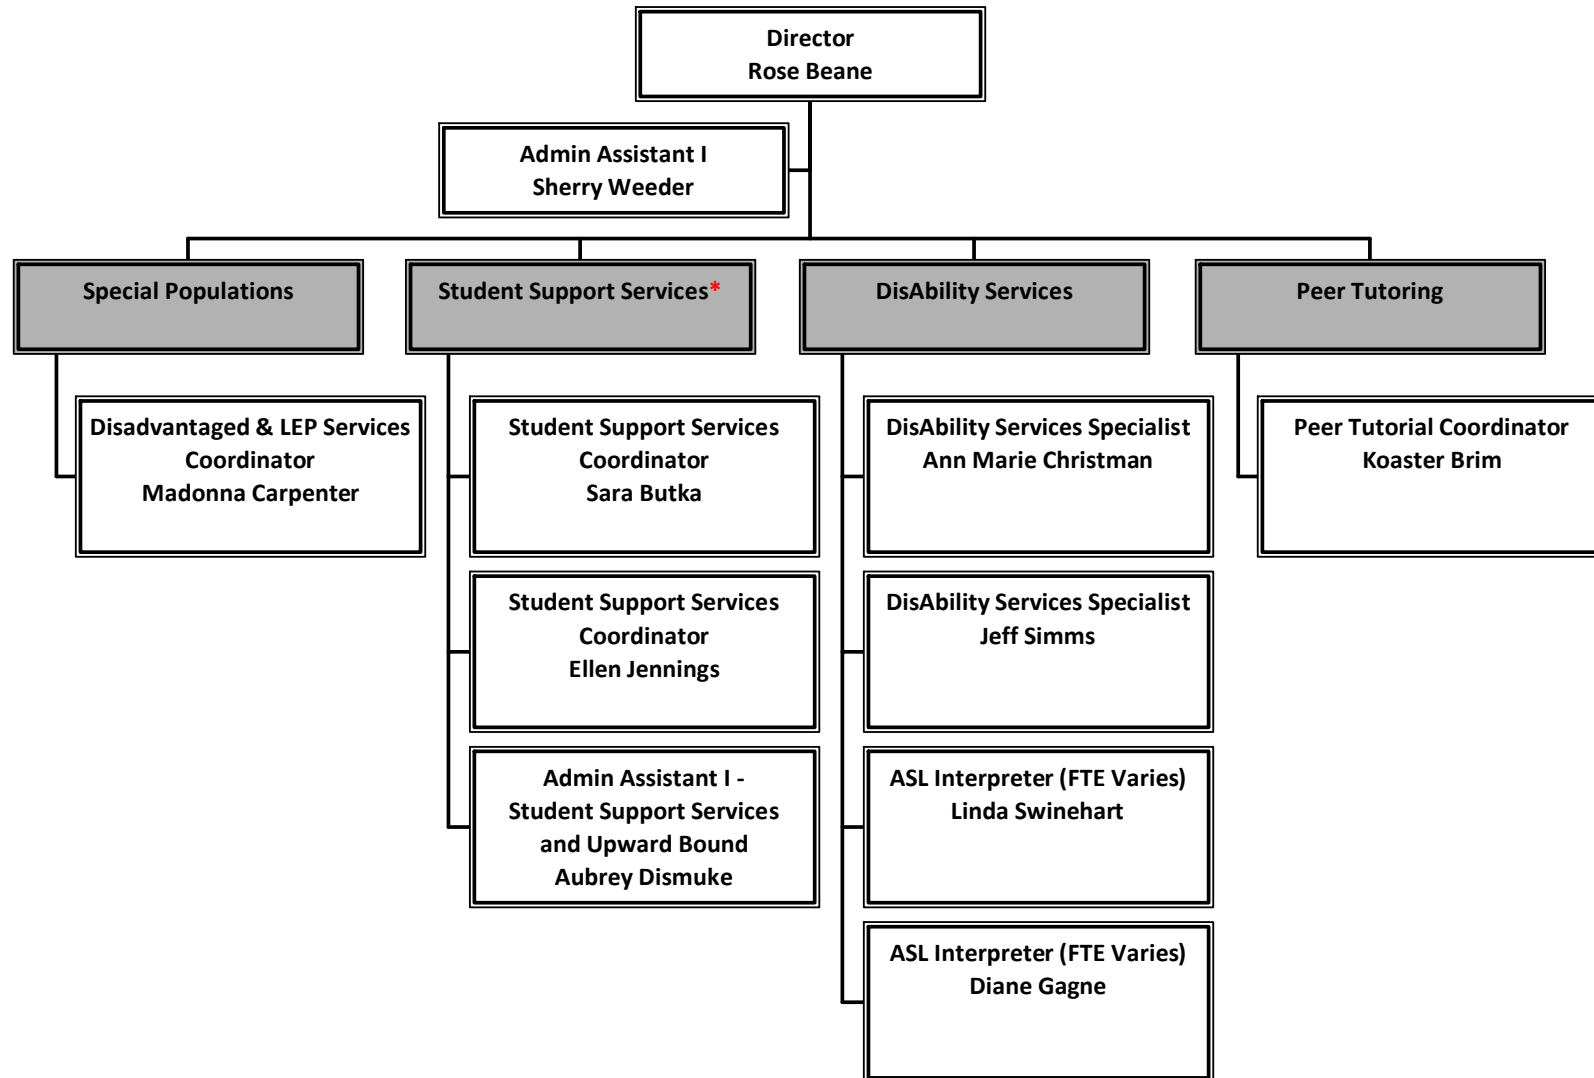 Director
Rose Beane
Admin Assistant I
Sherry Weeder
Special Populations
Student Support Services*
DisAbility Services
Peer Tutoring
Disadvantaged & LEP Services
Coordinator
Madonna Carpenter
Student Support Services
Coordinator
Sara Butka
Student Support Services
Coordinator
Ellen Jennings
Admin Assistant I -
Student Support Services
and Upward Bound
Aubrey Dismuke
DisAbility Services Specialist
Ann Marie Christman
DisAbility Services Specialist
Jeff Simms
ASL Interpreter (FTE Varies)
Linda Swinehart
ASL Interpreter (FTE Varies)
Diane Gagne
Peer Tutorial Coordinator
Koaster Brim